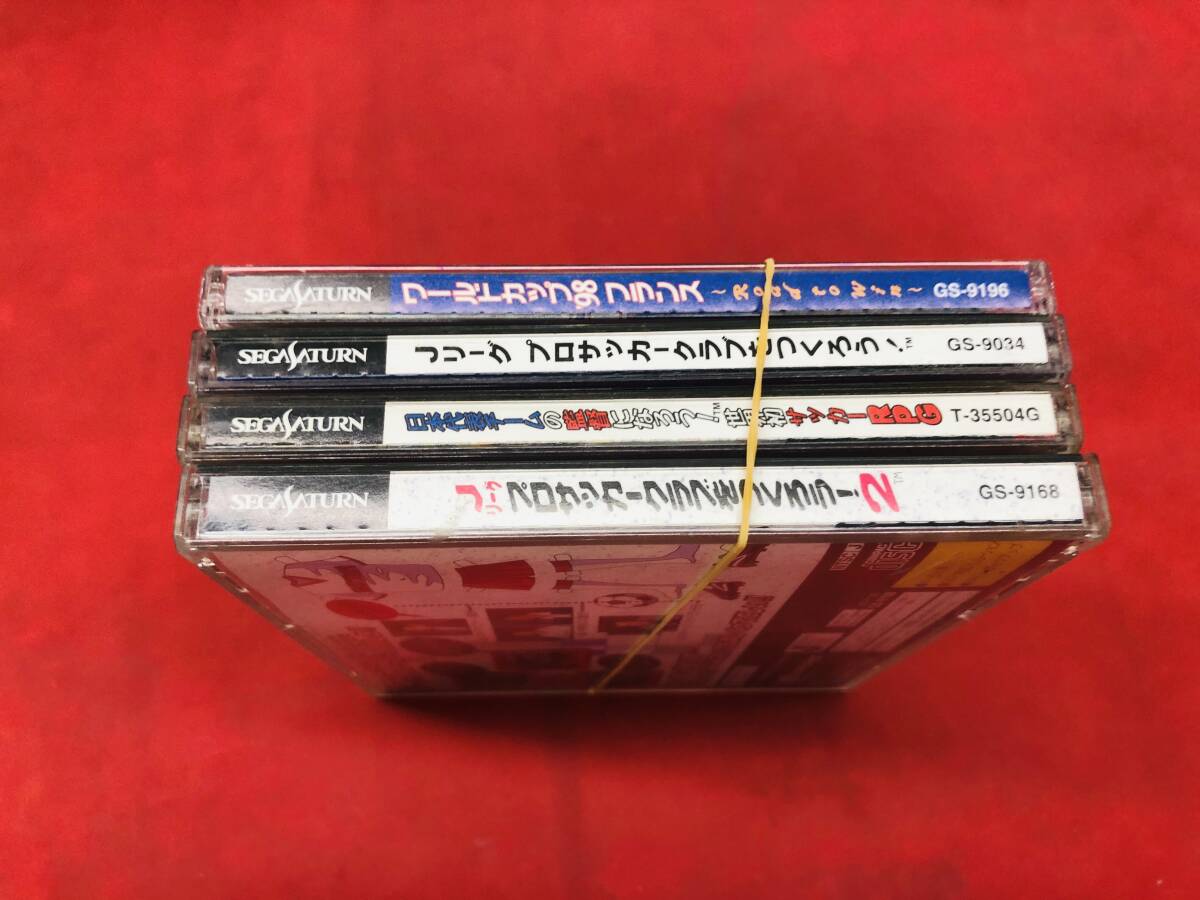 SEGASATURN ワールドカップ'98 フランス ~Road to Win~ GS-9196
SEGASATURN Jリーグ プロサッカークラブをつくろう!™ GS-9034
SEGASATURN 日本代表チームの監督になろう!™ 世界初サッカーRPG T-35504G
SEGASATURN Jリーグ プロサッカークラブをつくろう!2™ GS-9168